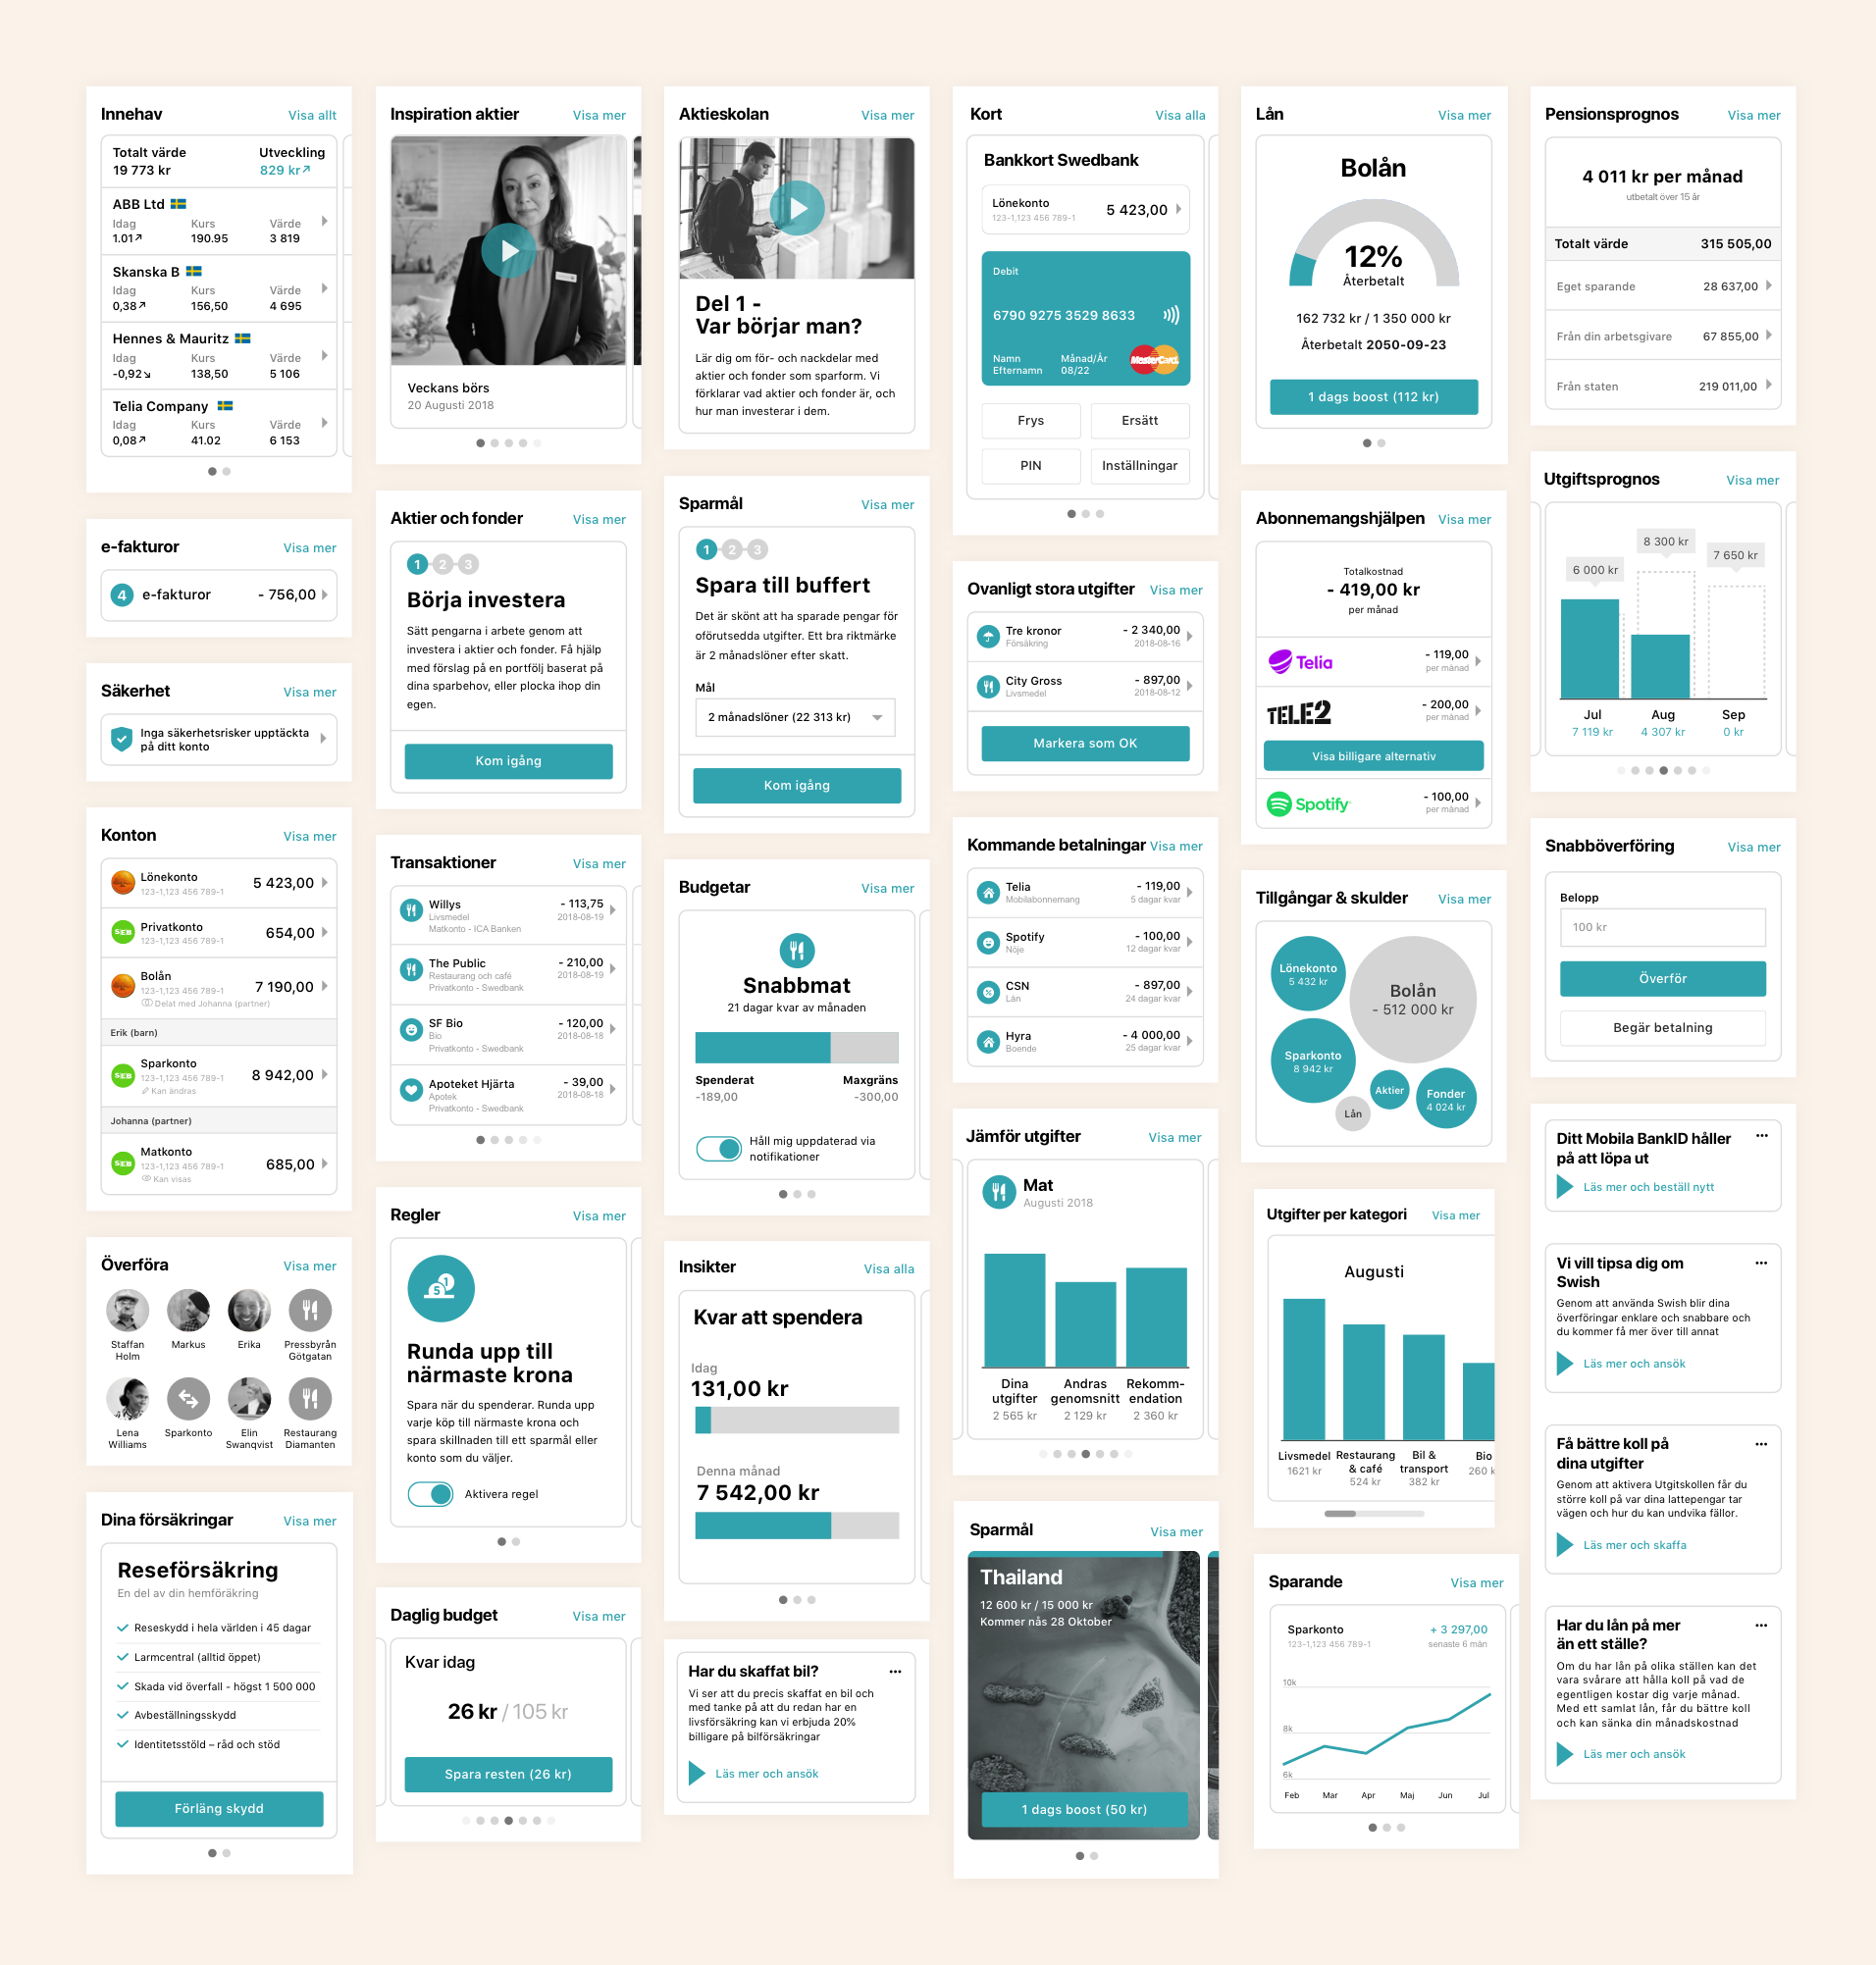 Innehav
Visa allt
Totalt värde
Utveckling
19 773 kr
829 kr↗
ABB Ltd
Idag Kurs Värde
1.01↗ 190.95 3 819
Skanska B
Idag Kurs Värde
0,38↗ 156,50 4 695
Hennes & Mauritz
Idag Kurs Värde
-0,92↘ 138,50 5 106
Telia Company
Idag Kurs Värde
0,08↗ 41.02 6 153
e-fakturor
Visa mer
4 e-fakturor - 756,00
Säkerhet
Visa mer
Inga säkerhetsrisker upptäckta
på ditt konto
Konton
Visa mer
Lönekonto
123-1,123 456 789-1
5 423,00
SEB
Privatkonto
123-1,123 456 789-1
654,00
Bolån
123-1,123 456 789-1
Delat med Johanna (partner)
7 190,00
Erik (barn)
SEB
Sparkonto
123-1,123 456 789-1
Kan ändras
8 942,00
Johanna (partner)
SEB
Matkonto
123-1,123 456 789-1
Kan visas
685,00
Överföra
Visa mer
Staffan
Holm
Markus
Erika
Pressbyrån
Götgatan
Lena
Williams
Sparkonto
Elin
Swanqvist
Restaurang
Diamanten
Dina försäkringar
Visa mer
Reseförsäkring
En del av din hemföräkring
Reseskydd i hela världen i 45 dagar
Larmcentral (alltid öppet)
Skada vid överfall - högst 1 500 000
Avbeställningsskydd
Identitetsstöld – råd och stöd
Förläng skydd
Inspiration aktier
Visa mer
Veckans börs
20 Augusti 2018
Aktier och fonder
Visa mer
1 2 3
Börja investera
Sätt pengarna i arbete genom att
investera i aktier och fonder. Få hjälp
med förslag på en portfölj baserat på
dina sparbehov, eller plocka ihop din
egen.
Kom igång
Transaktioner
Visa mer
Willys
Livsmedel
Matkonto - ICA Banken
- 113,75
2018-08-19
The Public
Restaurang och café
Privatkonto - Swedbank
- 210,00
2018-08-19
SF Bio
Bio
Privatkonto - Swedbank
- 120,00
2018-08-18
Apoteket Hjärta
Apotek
Privatkonto - Swedbank
- 39,00
2018-08-18
Regler
Visa mer
5 1
Runda upp till
närmaste krona
Spara när du spenderar. Runda upp
varje köp till närmaste krona och
spara skillnaden till ett sparmål eller
konto som du väljer.
Aktivera regel
Daglig budget
Visa mer
Kvar idag
26 kr / 105 kr
Spara resten (26 kr)
Aktieskolan
Visa mer
Del 1 -
Var börjar man?
Lär dig om för- och nackdelar med
aktier och fonder som sparform. Vi
förklarar vad aktier och fonder är, och
hur man investerar i dem.
Sparmål
Visa mer
1 2 3
Spara till buffert
Det är skönt att ha sparade pengar för
oförutsedda utgifter. Ett bra riktmärke
är 2 månadslöner efter skatt.
Mål
2 månadslöner (22 313 kr)
Kom igång
Budgetar
Visa mer
Snabbmat
21 dagar kvar av månaden
Spenderat Maxgräns
-189,00 -300,00
Håll mig uppdaterad via
notifikationer
Insikter
Visa alla
Kvar att spendera
Idag
131,00 kr
Denna månad
7 542,00 kr
Har du skaffat bil?
Vi ser att du precis skaffat en bil och
med tanke på att du redan har en
livsförsäkring kan vi erbjuda 20%
billigare på bilförsäkringar
Läs mer och ansök
Kort
Visa alla
Bankkort Swedbank
Lönekonto
123-1,123 456 789-1
5 423,00
Debit
6790 9275 3529 8633
Namn
Efternamn
Månad/År
08/22
MasterCard
Frys
Ersätt
PIN
Inställningar
Ovanligt stora utgifter
Visa mer
Tre kronor
Försäkring
- 2 340,00
2018-08-16
City Gross
Livsmedel
- 897,00
2018-08-12
Markera som OK
Kommande betalningar
Visa mer
Telia
Mobilabonnemang
- 119,00
5 dagar kvar
Spotify
Nöje
- 100,00
12 dagar kvar
CSN
Lån
- 897,00
24 dagar kvar
Hyra
Boende
- 4 000,00
25 dagar kvar
Jämför utgifter
Visa mer
Mat
Augusti 2018
Dina
utgifter
2 565 kr
Andras
genomsnitt
2 129 kr
Rekomm-
endation
2 360 kr
Sparmål
Visa mer
Thailand
12 600 kr / 15 000 kr
Kommer nås 28 Oktober
1 dags boost (50 kr)
Lån
Visa mer
Bolån
12%
Återbetalt
162 732 kr / 1 350 000 kr
Återbetalt 2050-09-23
1 dags boost (112 kr)
Abonnemangshjälpen
Visa mer
Totalkostnad
- 419,00 kr
per månad
Telia
- 119,00
per månad
TELE2
- 200,00
per månad
Visa billigare alternativ
Spotify
- 100,00
per månad
Tillgångar & skulder
Visa mer
Lönekonto
5 432 kr
Bolån
- 512 000 kr
Sparkonto
8 942 kr
Aktier
Fonder
4 024 kr
Lån
Utgifter per kategori
Visa mer
Augusti
Livsmedel
1621 kr
Restaurang
& café
524 kr
Bil &
transport
382 kr
Bio
260 k
Sparande
Visa mer
Sparkonto
123-1,123 456 789-1
+ 3 297,00
senaste 6 mån
10k
8k
6k
Feb Mar Apr Maj Jun Jul
Pensionsprognos
Visa mer
4 011 kr per månad
utbetalt över 15 år
Totalt värde 315 505,00
Eget sparande 28 637,00
Från din arbetsgivare 67 855,00
Från staten 219 011,00
Utgiftsprognos
Visa mer
6 000 kr
8 300 kr
7 650 kr
Jul Aug Sep
7 119 kr 4 307 kr 0 kr
Snabböverföring
Visa mer
Belopp
100 kr
Överför
Begär betalning
Ditt Mobila BankID håller
på att löpa ut
Läs mer och beställ nytt
Vi vill tipsa dig om
Swish
Genom att använda Swish blir dina
överföringar enklare och snabbare och
du kommer få mer över till annat
Läs mer och ansök
Få bättre koll på
dina utgifter
Genom att aktivera Utgitskollen får du
större koll på var dina lattepengar tar
vägen och hur du kan undvika fällor.
Läs mer och skaffa
Har du lån på mer
än ett ställe?
Om du har lån på olika ställen kan det
vara svårare att hålla koll på vad de
egentligen kostar dig varje månad.
Med ett samlat lån, får du bättre koll
och kan sänka din månadskostnad
Läs mer och ansök